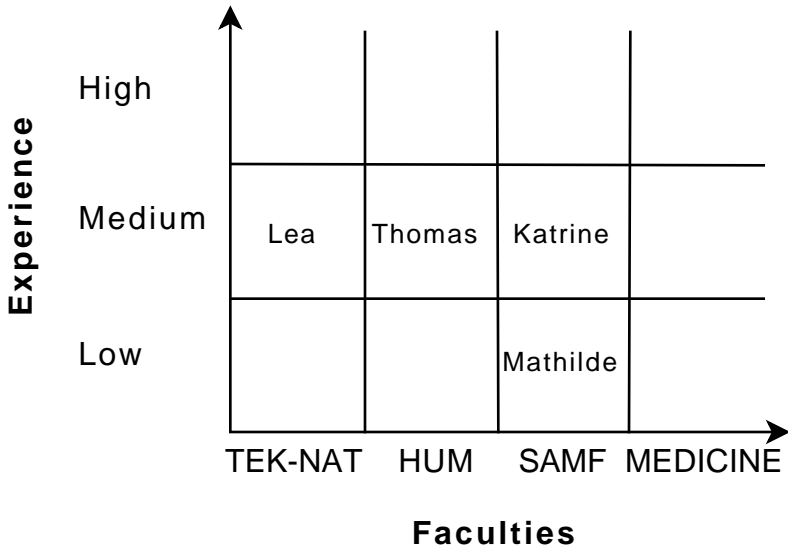 High
Experience
Medium
Lea
Thomas
Katrine
Low
Mathilde
TEK-NAT HUM SAMF MEDICINE
Faculties